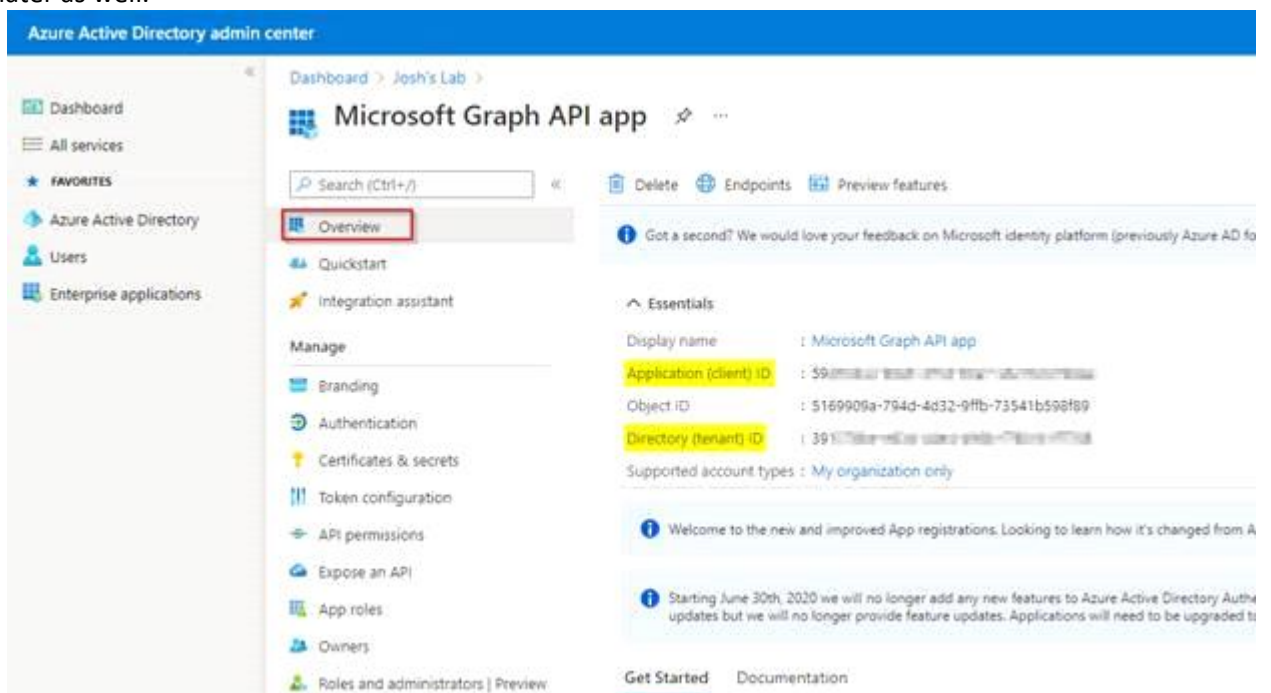 later as well.
Azure Active Directory admin center
Dashboard > Josh's Lab >
Microsoft Graph API app
Dashboard
All services
FAVORITES
Azure Active Directory
Users
Enterprise applications
Search (Ctrl+/)
Overview
Quickstart
Integration assistant
Manage
Branding
Authentication
Certificates & secrets
Token configuration
API permissions
Expose an API
App roles
Owners
Roles and administrators | Preview
Delete Endpoints Preview features
Got a second? We would love your feedback on Microsoft identity platform (previously Azure AD fo
Essentials
Display name : Microsoft Graph API app
Application (client) ID : 59
Object ID : 5169909a-794d-4d32-9ffb-73541b598f89
Directory (tenant) ID : 391
Supported account types : My organization only
Welcome to the new and improved App registrations. Looking to learn how it's changed from A
Starting June 30th, 2020 we will no longer add any new features to Azure Active Directory Authe
updates but we will no longer provide feature updates. Applications will need to be upgraded to
Get Started Documentation